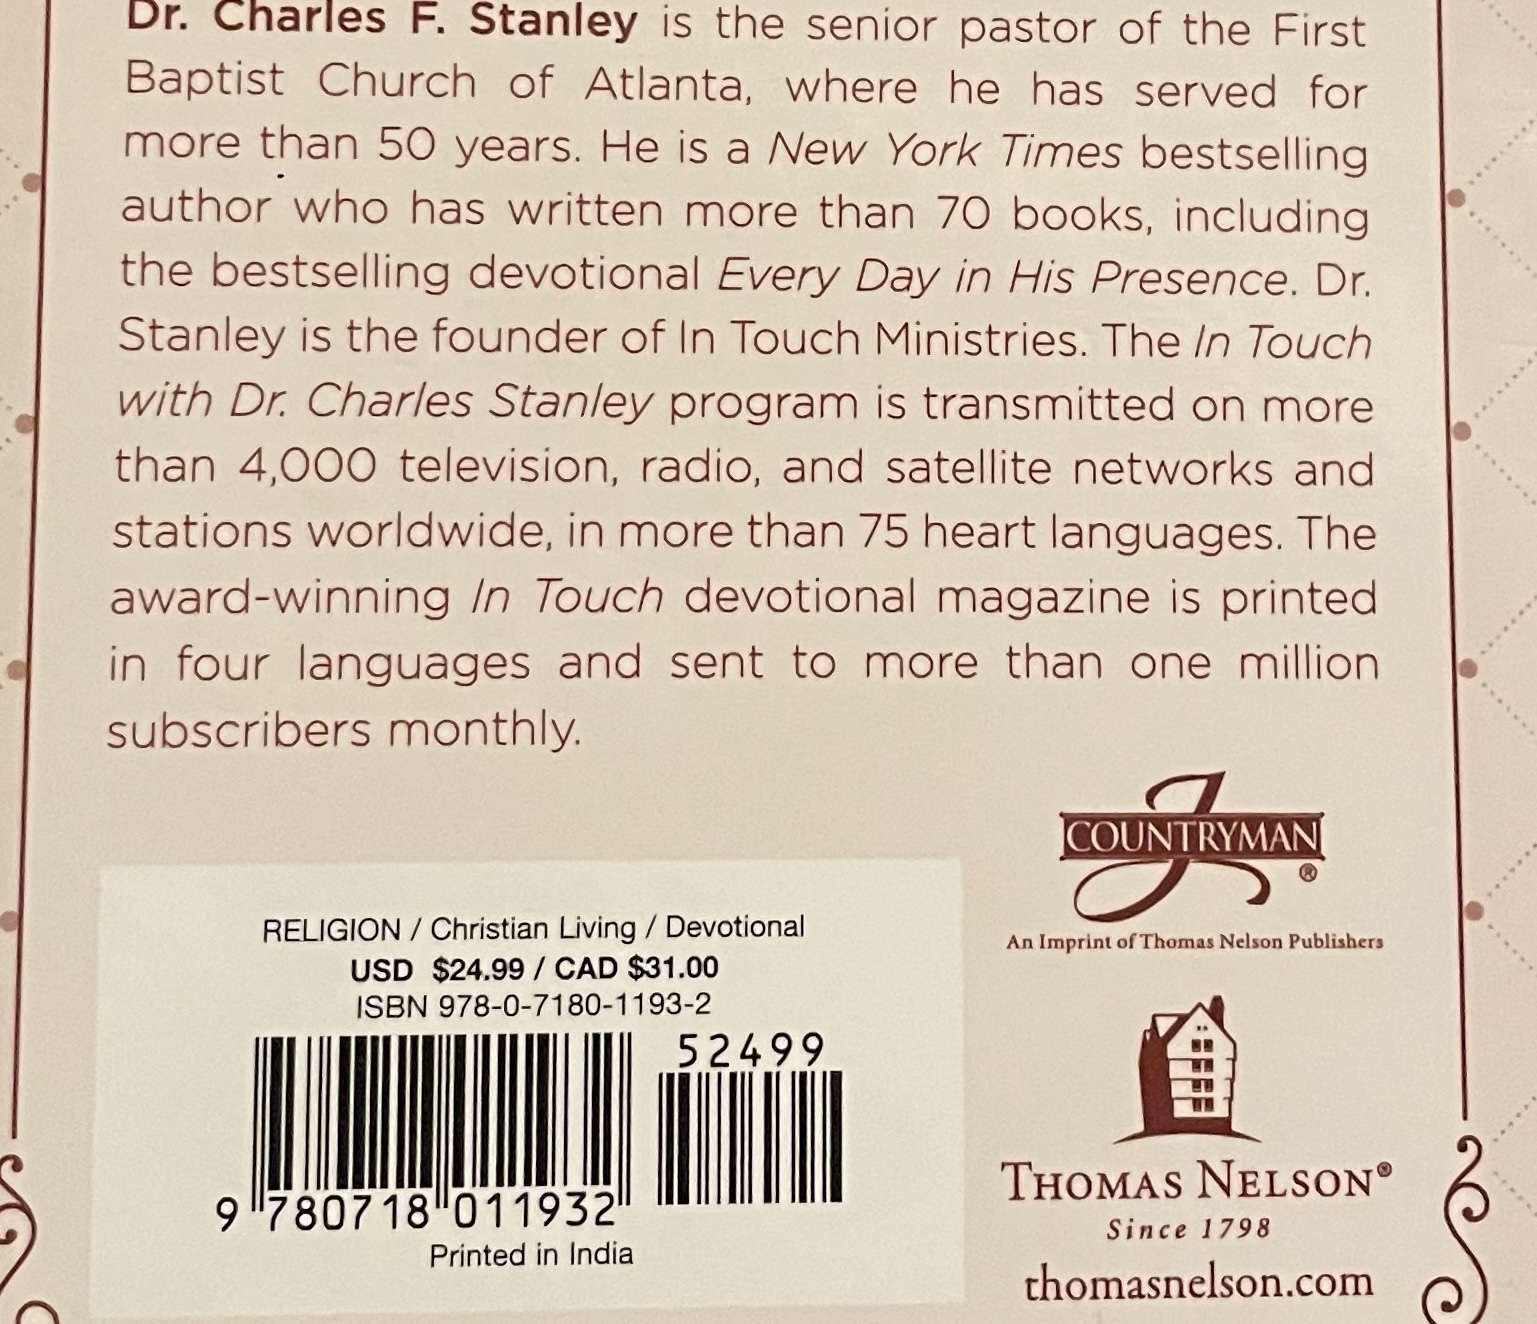 Dr. Charles F. Stanley is the senior pastor of the First
Baptist Church of Atlanta, where he has served for
more than 50 years. He is a New York Times bestselling
author who has written more than 70 books, including
the bestselling devotional Every Day in His Presence. Dr.
Stanley is the founder of In Touch Ministries. The In Touch
with Dr. Charles Stanley program is transmitted on more
than 4,000 television, radio, and satellite networks and
stations worldwide, in more than 75 heart languages. The
award-winning In Touch devotional magazine is printed
in four languages and sent to more than one million
subscribers monthly.
J
COUNTRYMAN
®
An Imprint of Thomas Nelson Publishers
RELIGION / Christian Living / Devotional
USD $24.99 / CAD $31.00
ISBN 978-0-7180-1193-2
52499
9 780718 011932
Printed in India
THOMAS NELSON®
Since 1798
thomasnelson.com